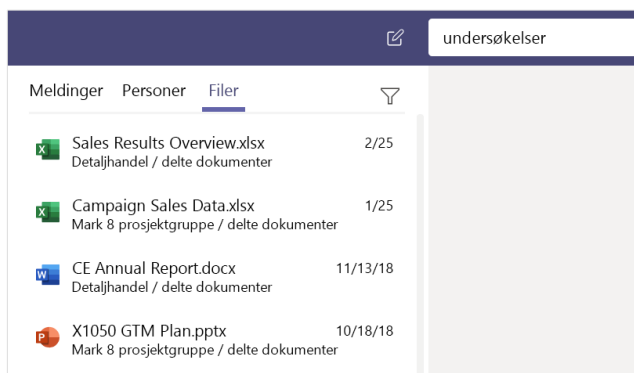 undersøkelser
Meldinger Personer Filer
Sales Results Overview.xlsx 2/25
Detaljhandel / delte dokumenter
Campaign Sales Data.xlsx 1/25
Mark 8 prosjektgruppe / delte dokumenter
CE Annual Report.docx 11/13/18
Detaljhandel / delte dokumenter
X1050 GTM Plan.pptx 10/18/18
Mark 8 prosjektgruppe / delte dokumenter